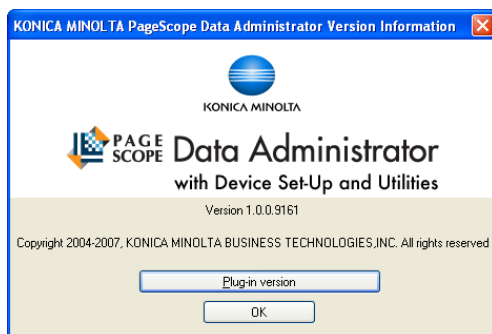 KONICA MINOLTA PageScope Data Administrator Version Information
KONICA MINOLTA
PAGE SCOPE Data Administrator
with Device Set-Up and Utilities
Version 1.0.0.9161
Copyright 2004-2007, KONICA MINOLTA BUSINESS TECHNOLOGIES,INC. All rights reserved
Plug-in version
OK